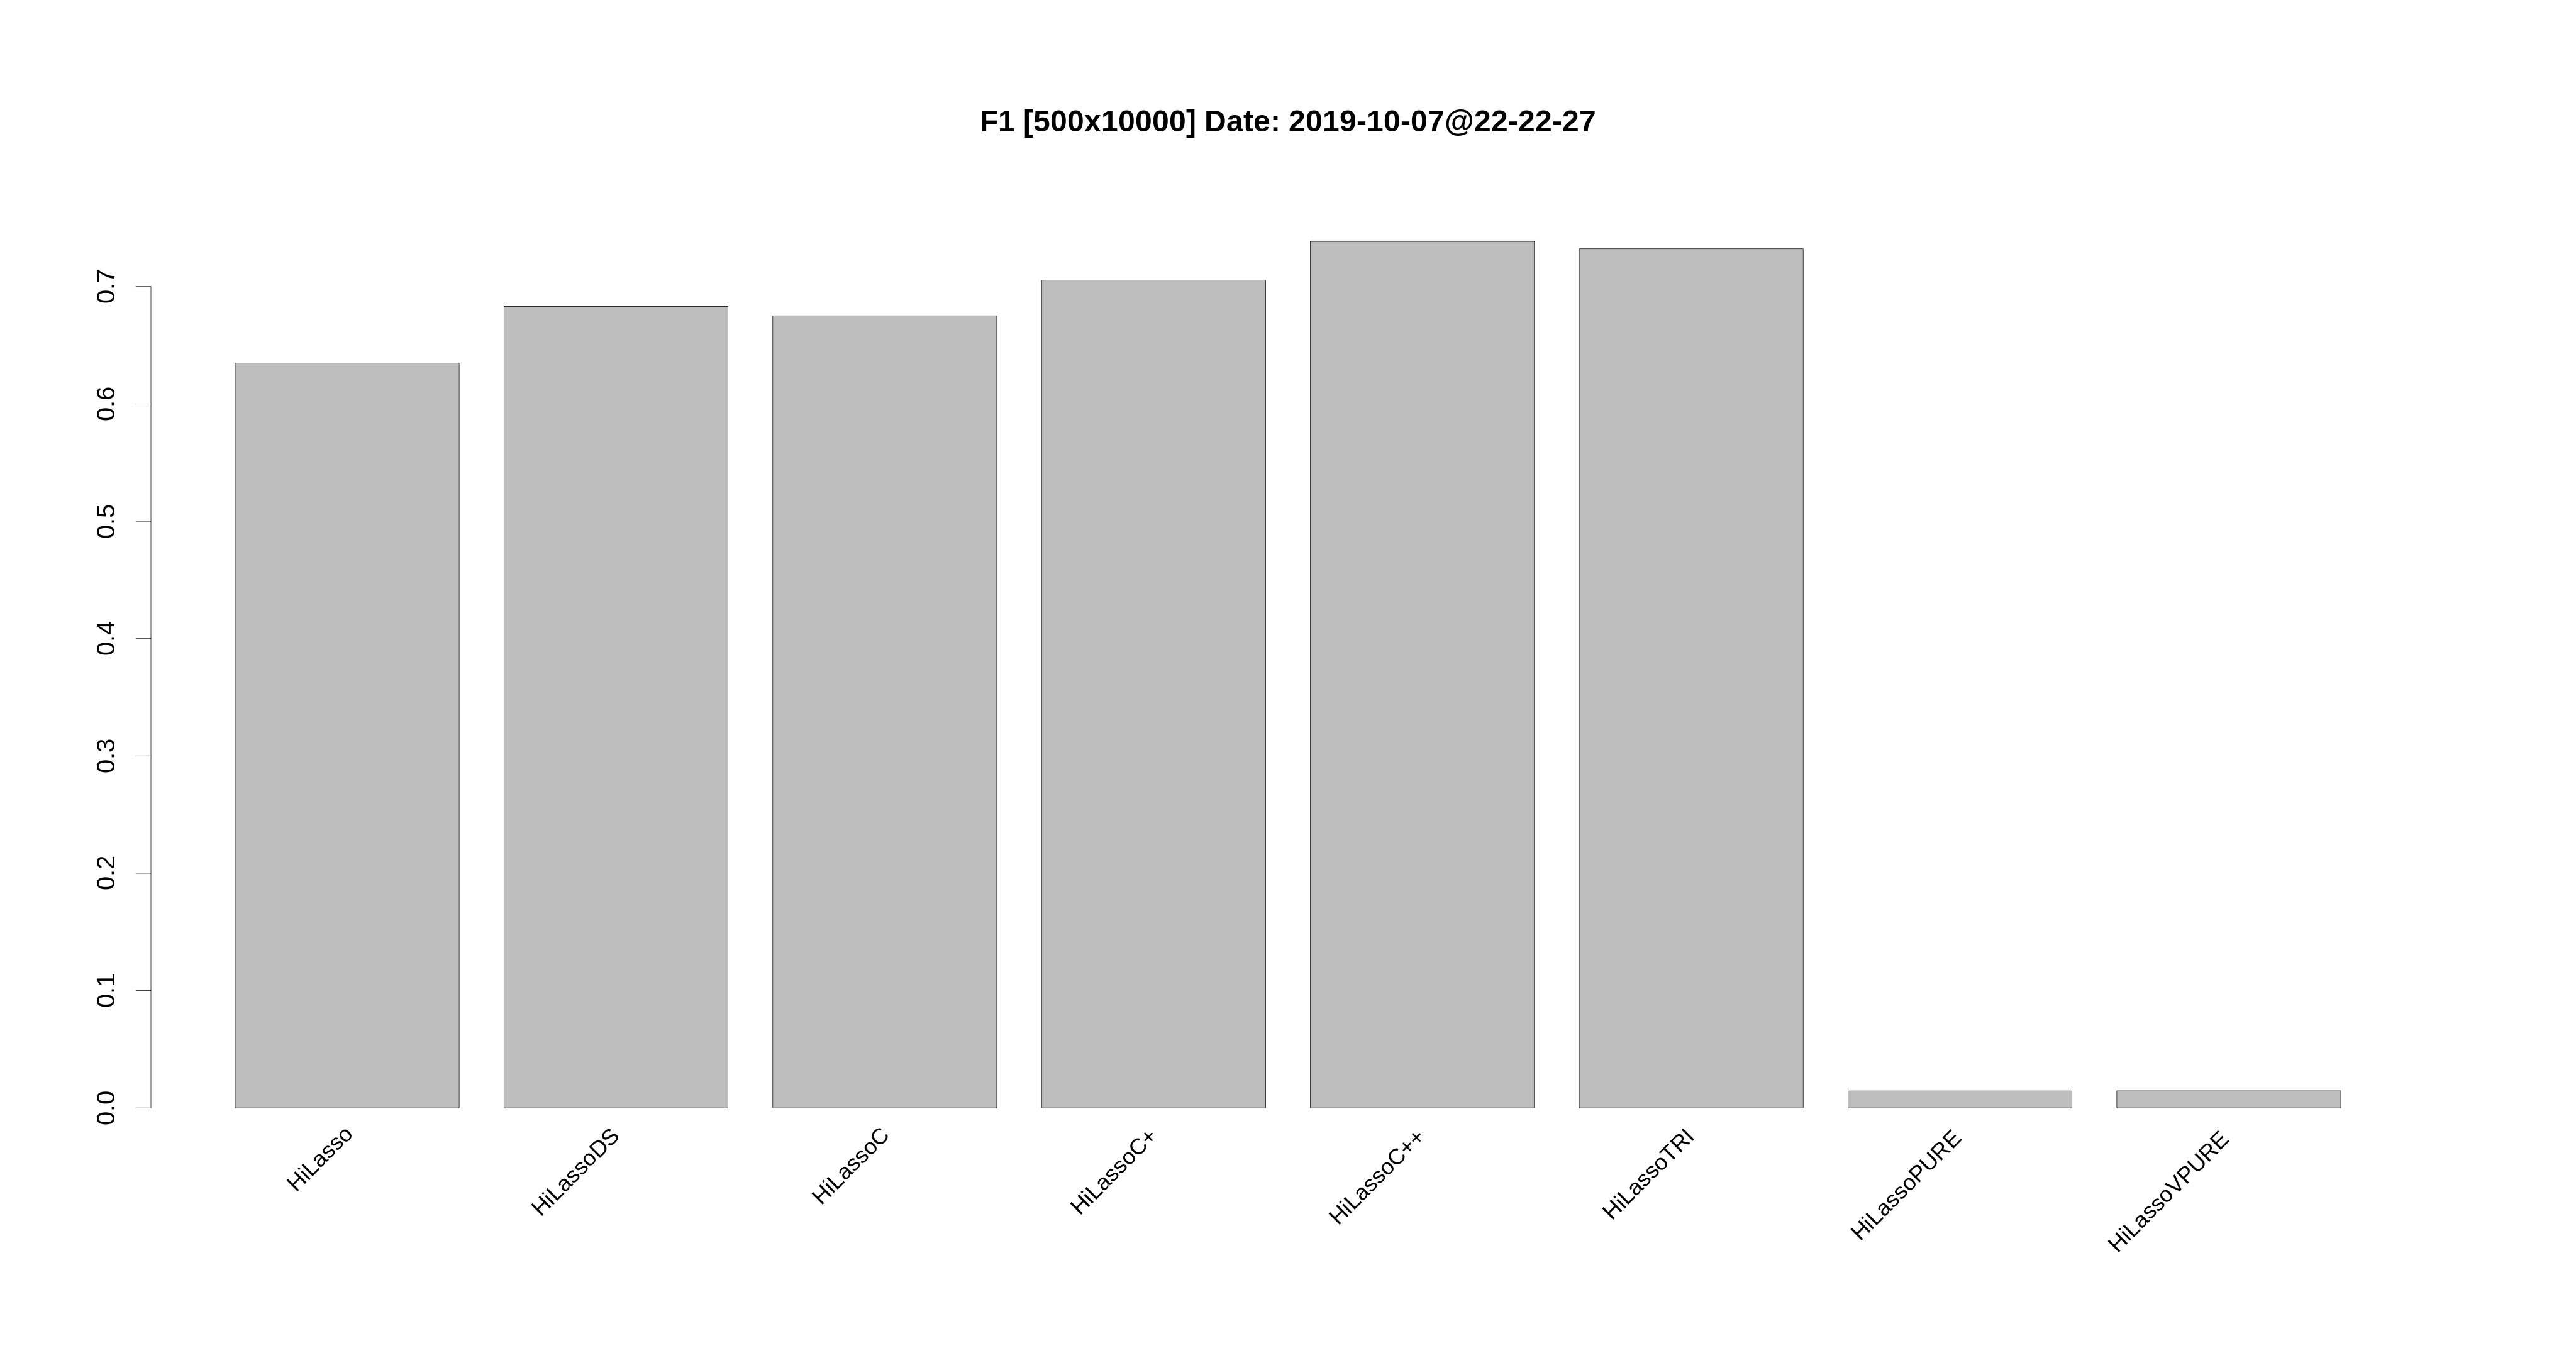 F1 [500x10000] Date: 2019-10-07@22-22-27
0.7
0.6
0.5
0.4
0.3
0.2
0.1
0.0
HiLasso
HiLassoDS
HiLassoC
HiLassoC+
HiLassoC++
HiLassoTRI
HiLassoPURE
HiLassoVPURE